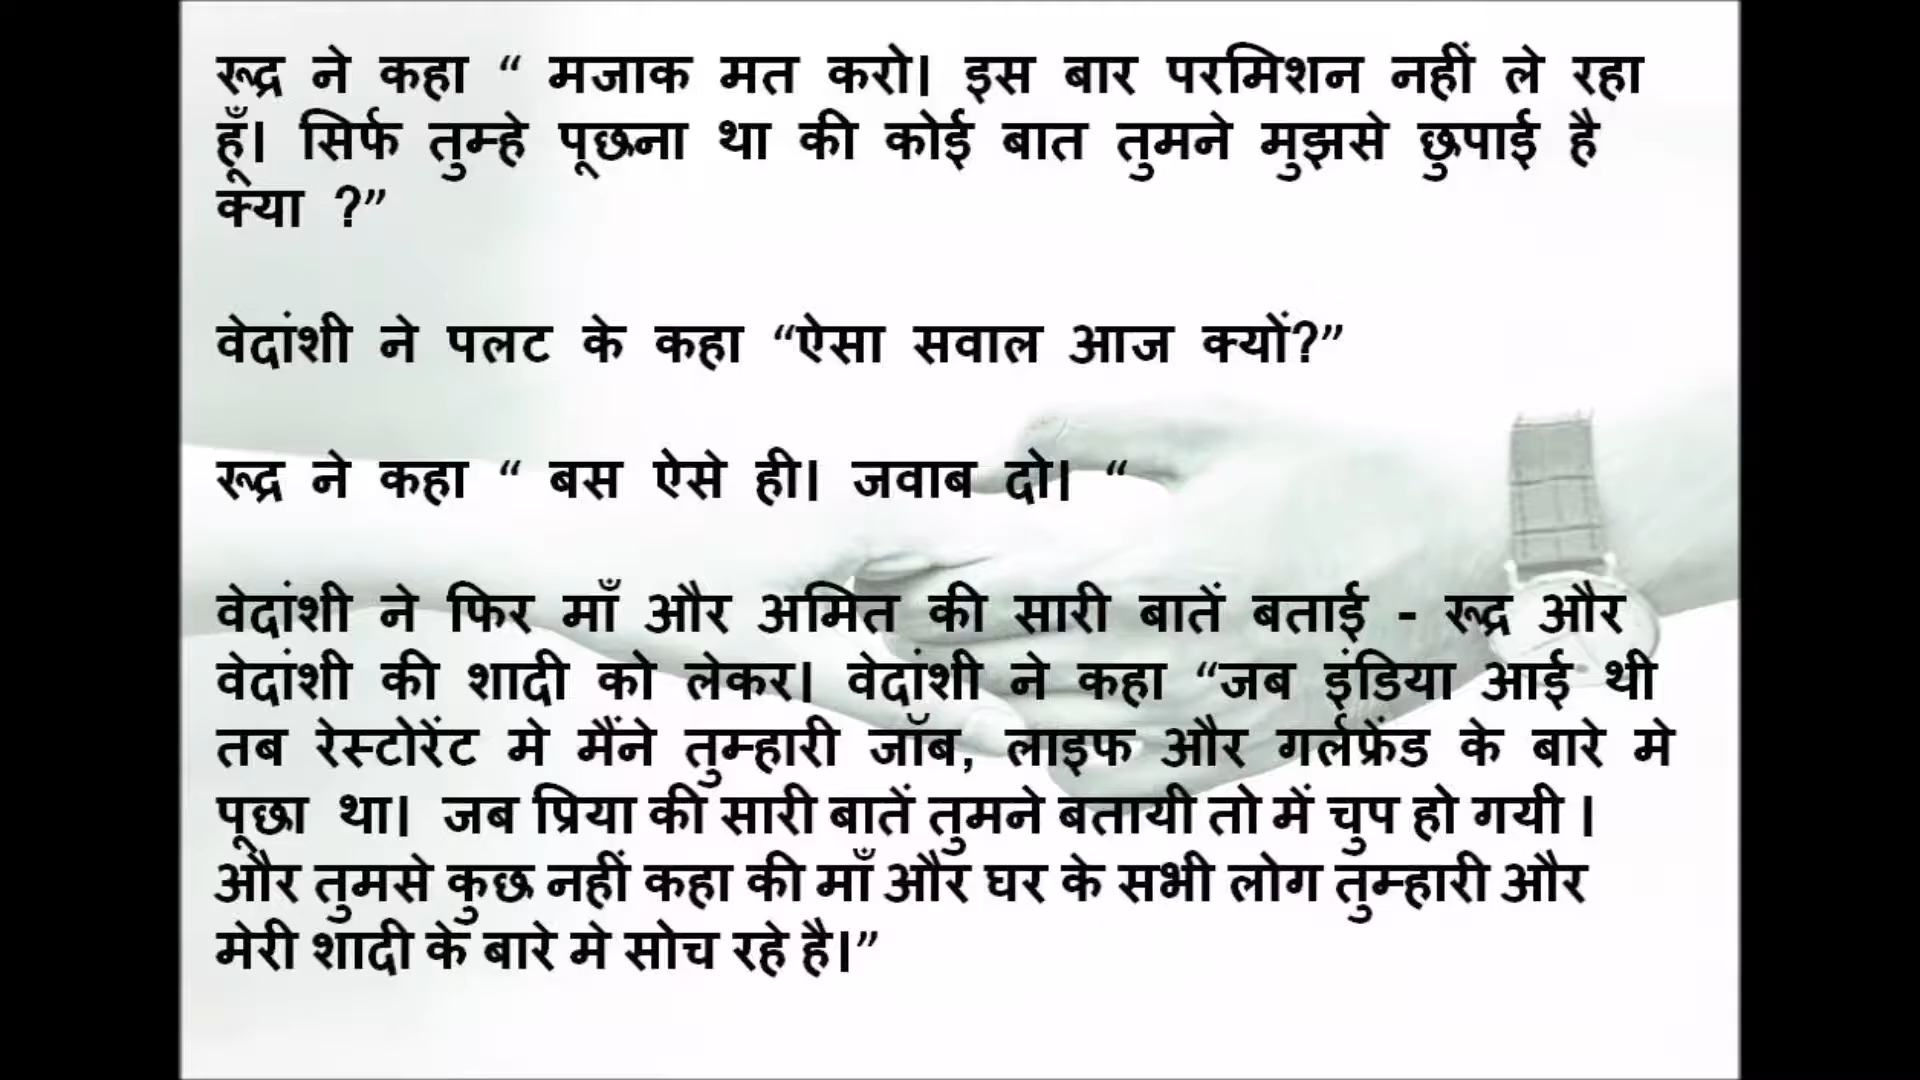 रूद्र ने कहा “ मजाक मत करो। इस बार परमिशन नहीं ले रहा
हूँ। सिर्फ तुम्हे पूछना था की कोई बात तुमने मुझसे छुपाई है
क्या ?”
वेदांशी ने पलट के कहा “ऐसा सवाल आज क्यों?”
रूद्र ने कहा “ बस ऐसे ही। जवाब दो। “
वेदांशी ने फिर माँ और अमित की सारी बातें बताई - रूद्र और
वेदांशी की शादी को लेकर। वेदांशी ने कहा “जब इंडिया आई थी
तब रेस्टोरेंट मे मैंने तुम्हारी जॉब, लाइफ और गर्लफ्रेंड के बारे मे
पूछा था। जब प्रिया की सारी बातें तुमने बतायी तो में चुप हो गयी ।
और तुमसे कुछ नहीं कहा की माँ और घर के सभी लोग तुम्हारी और
मेरी शादी के बारे मे सोच रहे है।”